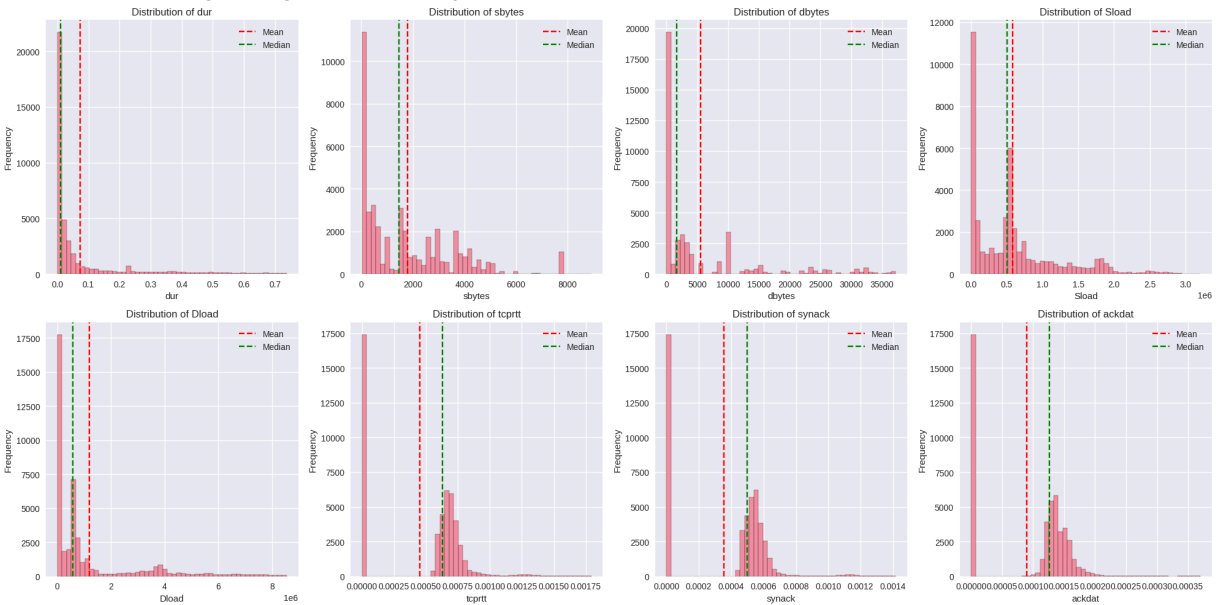 Distribution of dur
Mean
Median
Frequency
20000
15000
10000
5000
0
0.0 0.1 0.2 0.3 0.4 0.5 0.6 0.7
dur
Distribution of sbytes
Mean
Median
Frequency
10000
8000
6000
4000
2000
0
0 2000 4000 6000 8000
sbytes
Distribution of dbytes
Mean
Median
Frequency
20000
17500
15000
12500
10000
7500
5000
2500
0
0 5000 10000 15000 20000 25000 30000 35000
dbytes
Distribution of Sload
Mean
Median
Frequency
12000
10000
8000
6000
4000
2000
0
0.0 0.5 1.0 1.5 2.0 2.5 3.0
1e6
Sload
Distribution of Dload
Mean
Median
Frequency
17500
15000
12500
10000
7500
5000
2500
0
0 2 4 6 8
1e6
Dload
Distribution of tcprtt
Mean
Median
Frequency
17500
15000
12500
10000
7500
5000
2500
0
0.00000 0.00025 0.00050 0.00075 0.00100 0.00125 0.00150 0.00175
tcprtt
Distribution of synack
Mean
Median
Frequency
17500
15000
12500
10000
7500
5000
2500
0
0.0000 0.0002 0.0004 0.0006 0.0008 0.0010 0.0012 0.0014
synack
Distribution of ackdat
Mean
Median
Frequency
17500
15000
12500
10000
7500
5000
2500
0
0.00000 0.00005 0.00010 0.00015 0.00020 0.00025 0.00030 0.00035
ackdat